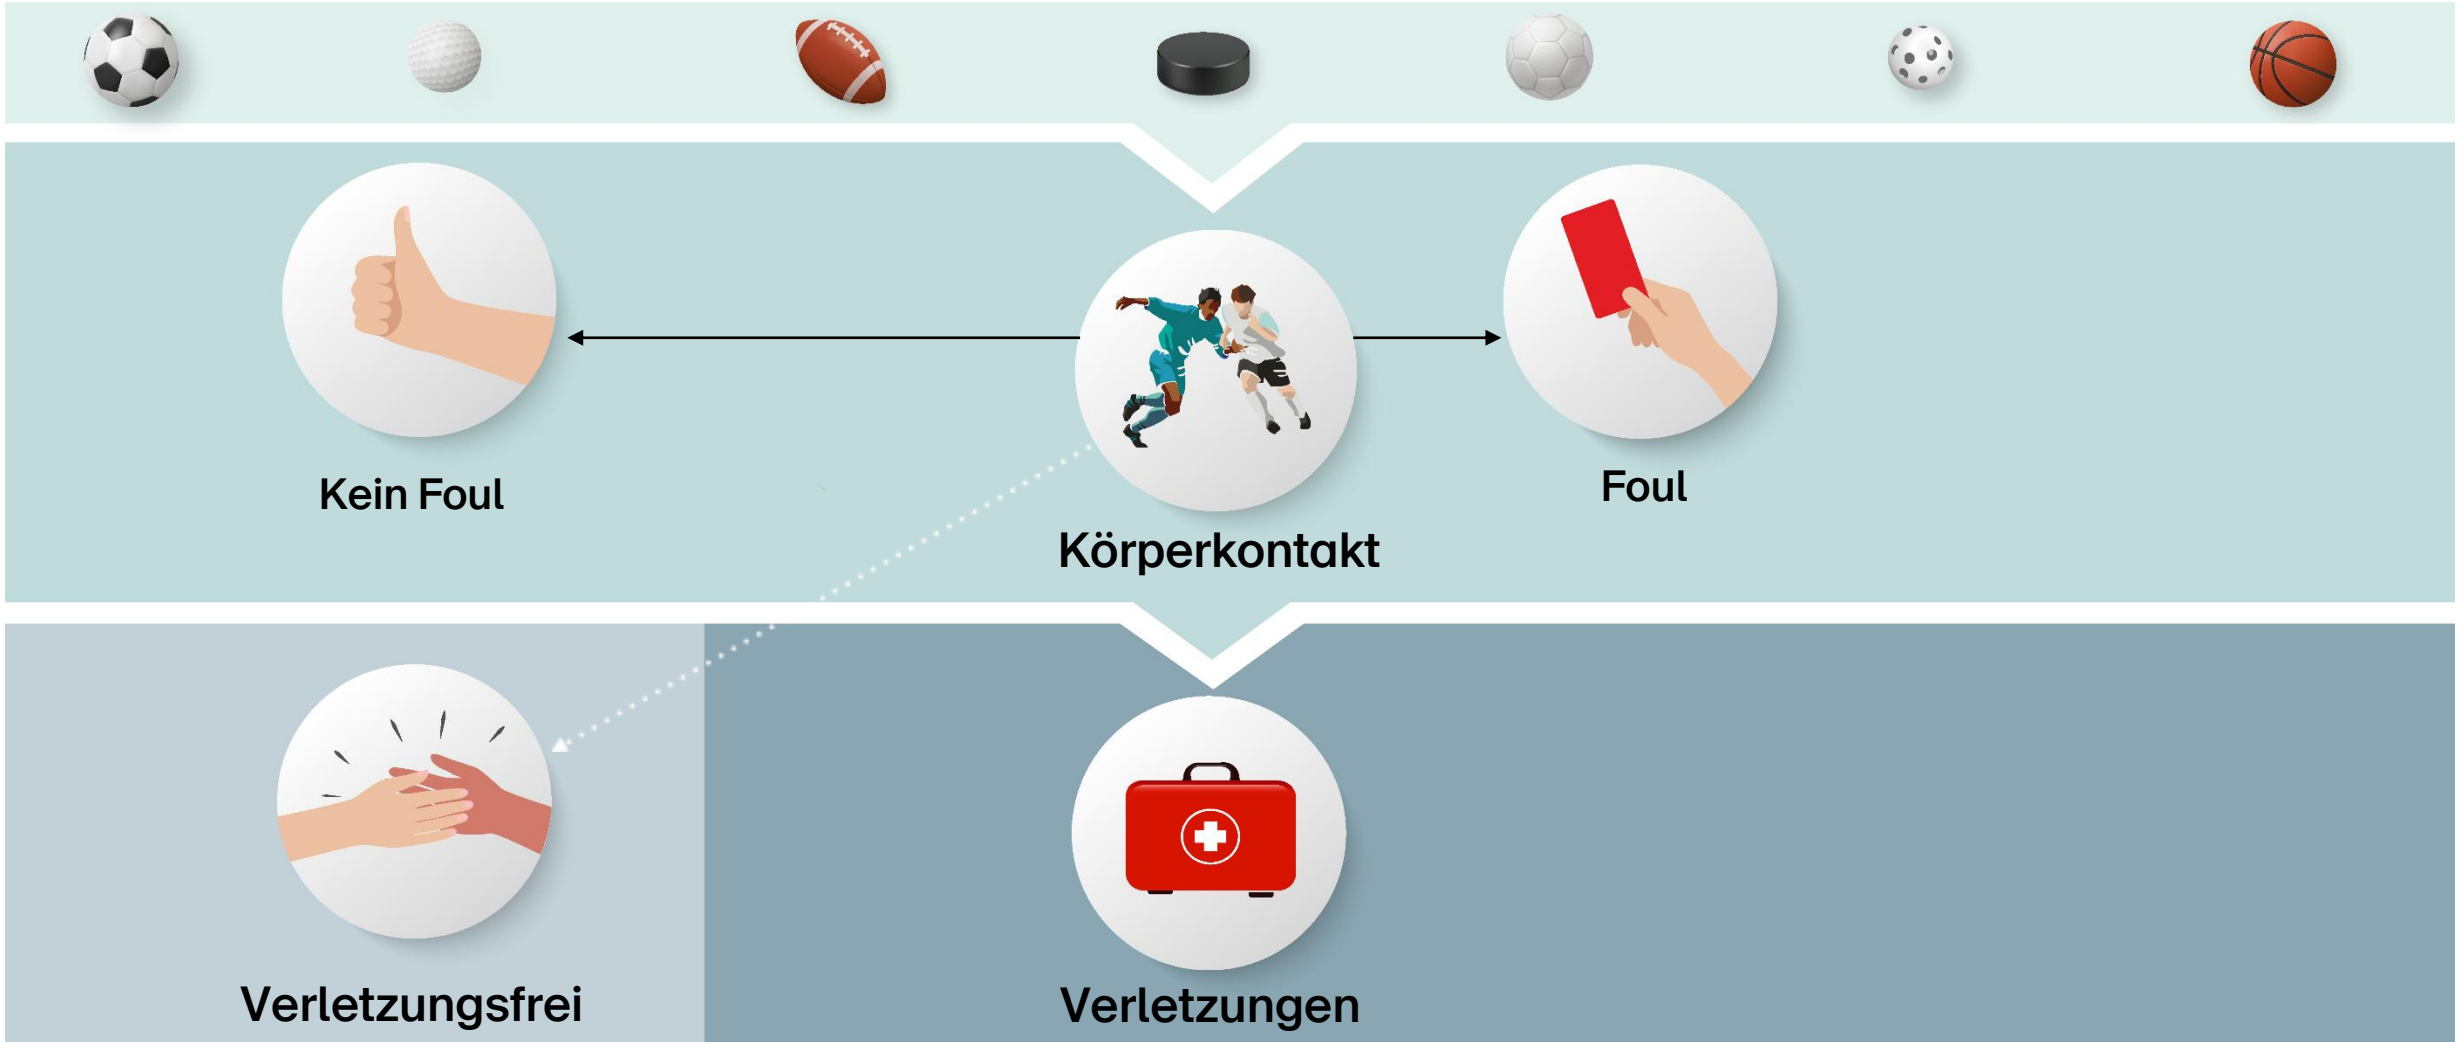 Kein Foul
Foul
Körperkontakt
Verletzungsfrei
Verletzungen